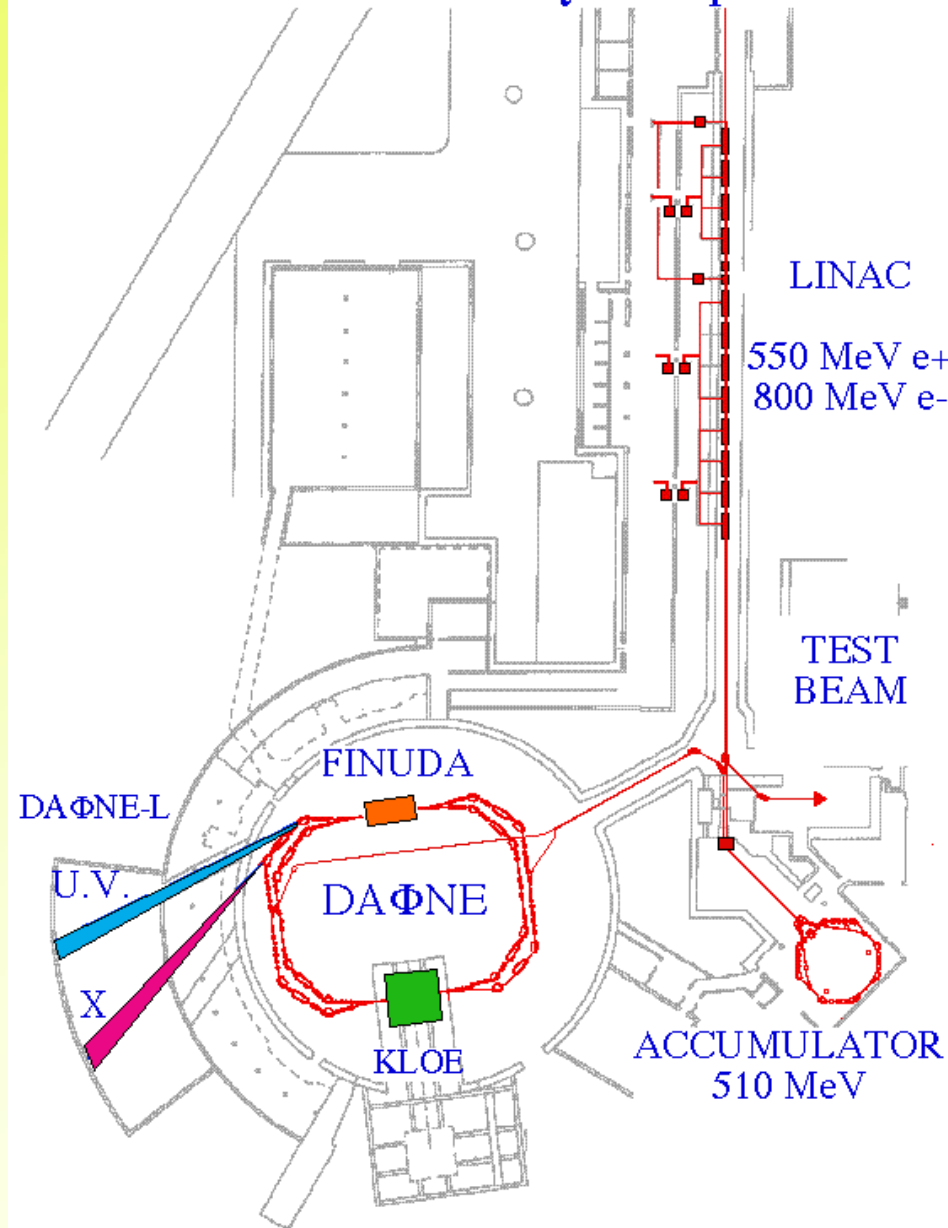 LINAC
550 MeV e+
800 MeV e-
TEST
BEAM
FINUDA
DAΦNE-L
U.V.
DAΦNE
X
KLOE
ACCUMULATOR
510 MeV